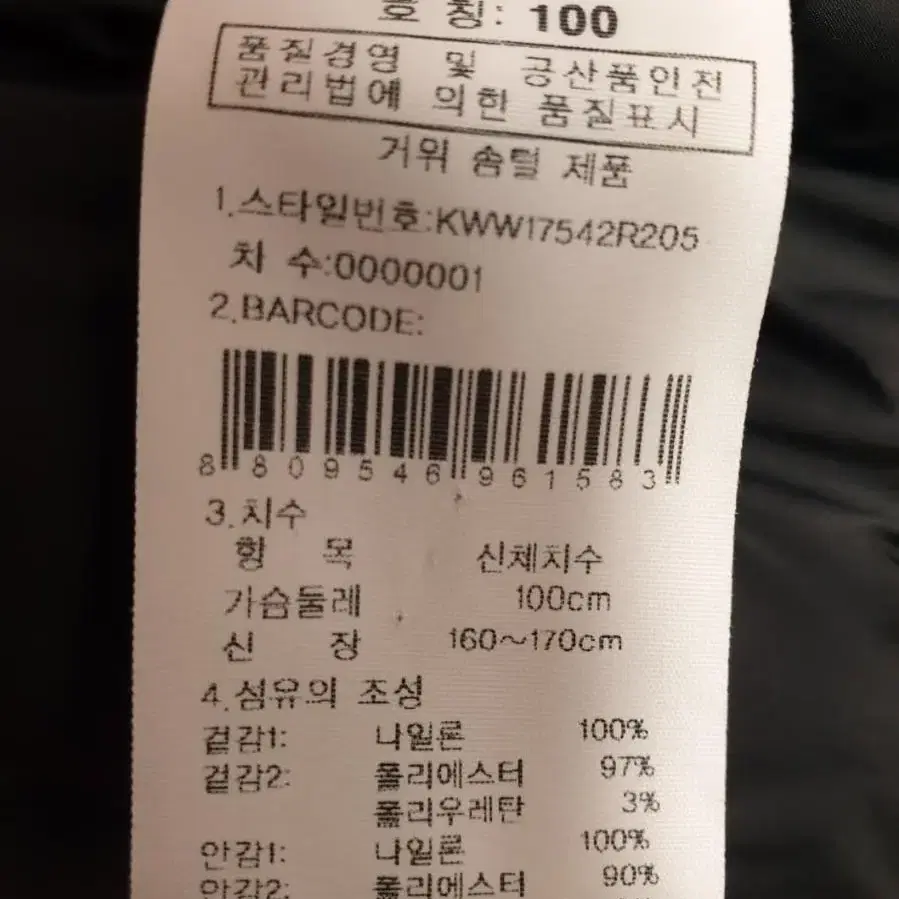 호 칭: 100
품질경영 및 공산품안전
관리법에 의한 품질표시
거위 솜털 제품
1.스타일번호:KWW17542R205
차 수:0000001
2.BARCODE:
8 809546 961583
3.치수
항 목 신체치수
가슴둘레 100cm
신 장 160~170cm
4.섬유의 조성
겉감1: 나일론 100%
겉감2: 폴리에스터 97%
폴리우레탄 3%
안감1: 나일론 100%
안감2: 폴리에스터 90%